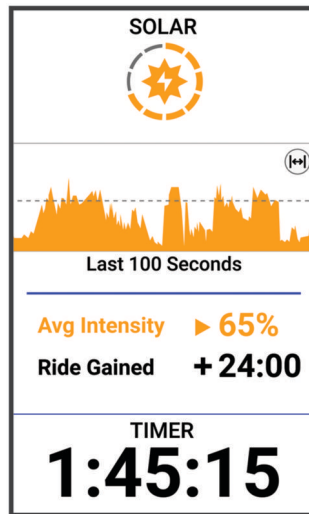 SOLAR
Last 100 Seconds
Avg Intensity ▶ 65%
Ride Gained +24:00
TIMER
1:45:15